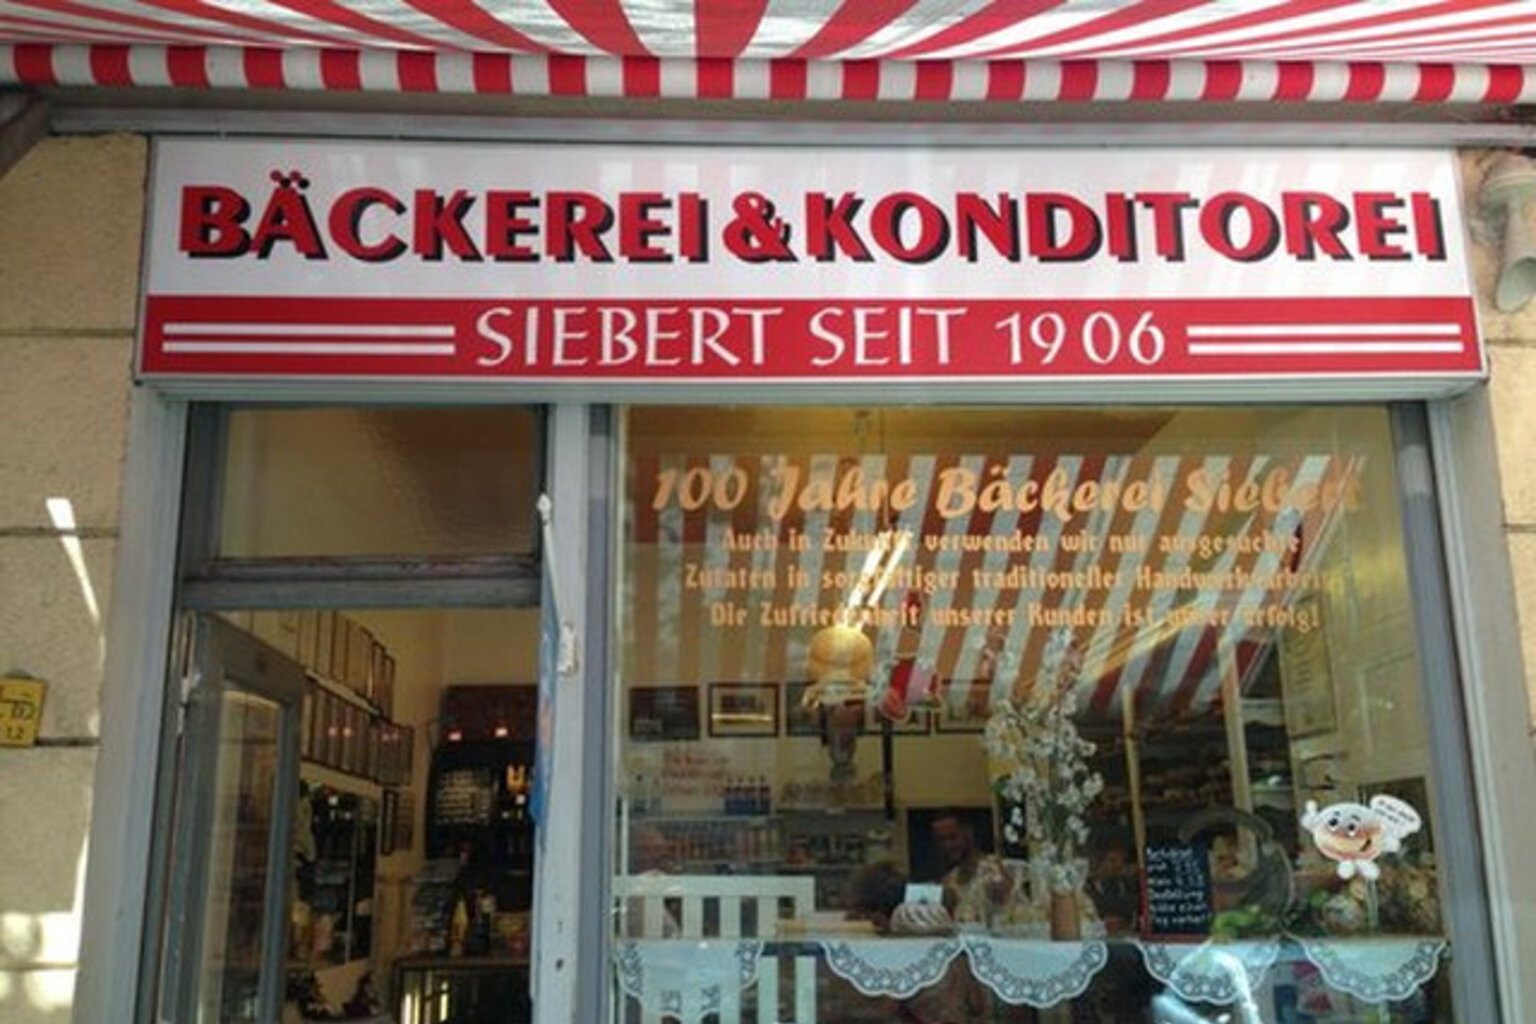 BÄCKEREI & KONDITOREI
SIEBERT SEIT 1906
100 Jahre Bäckerei Siebert
Auch in Zukunft verwenden wir nur ausgesuchte
Zutaten in sorgfältiger traditioneller Handwerksarbeit
Die Zufriedenheit unserer Kunden ist unser Erfolg!